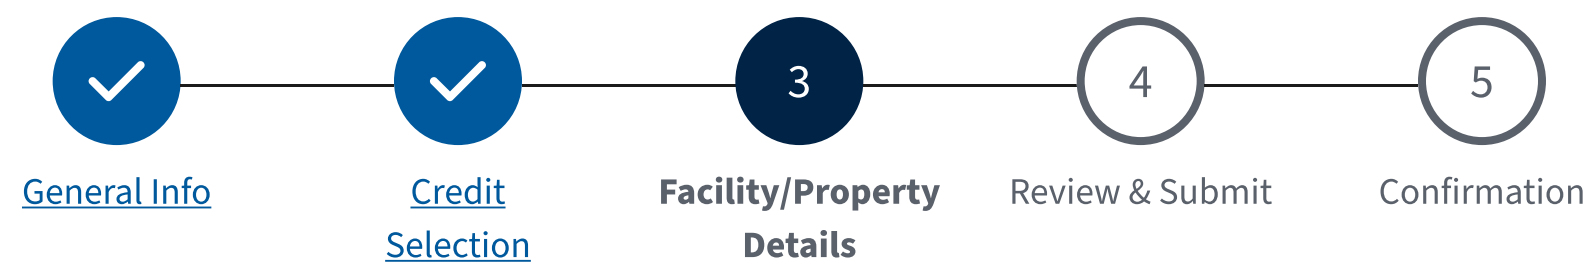 3
4
5
General Info
Credit
Selection
Facility/Property
Details
Review & Submit
Confirmation